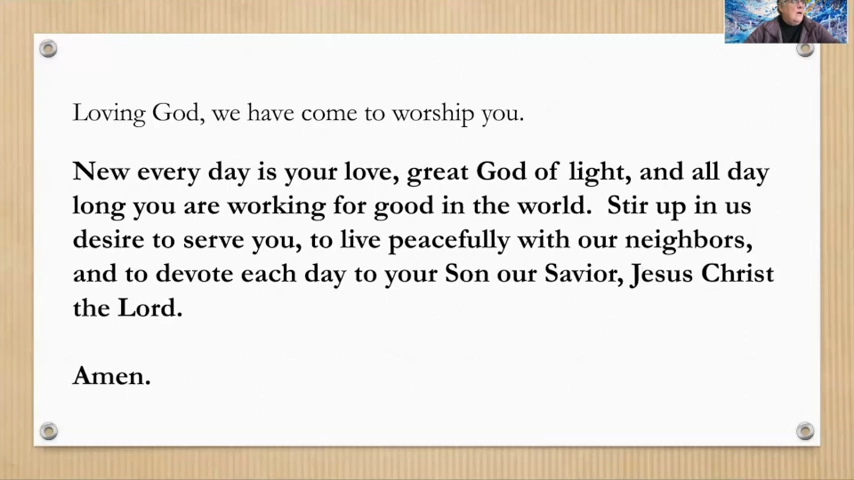 Loving God, we have come to worship you.
New every day is your love, great God of light, and all day
long you are working for good in the world.  Stir up in us
desire to serve you, to live peacefully with our neighbors,
and to devote each day to your Son our Savior, Jesus Christ
the Lord.
Amen.